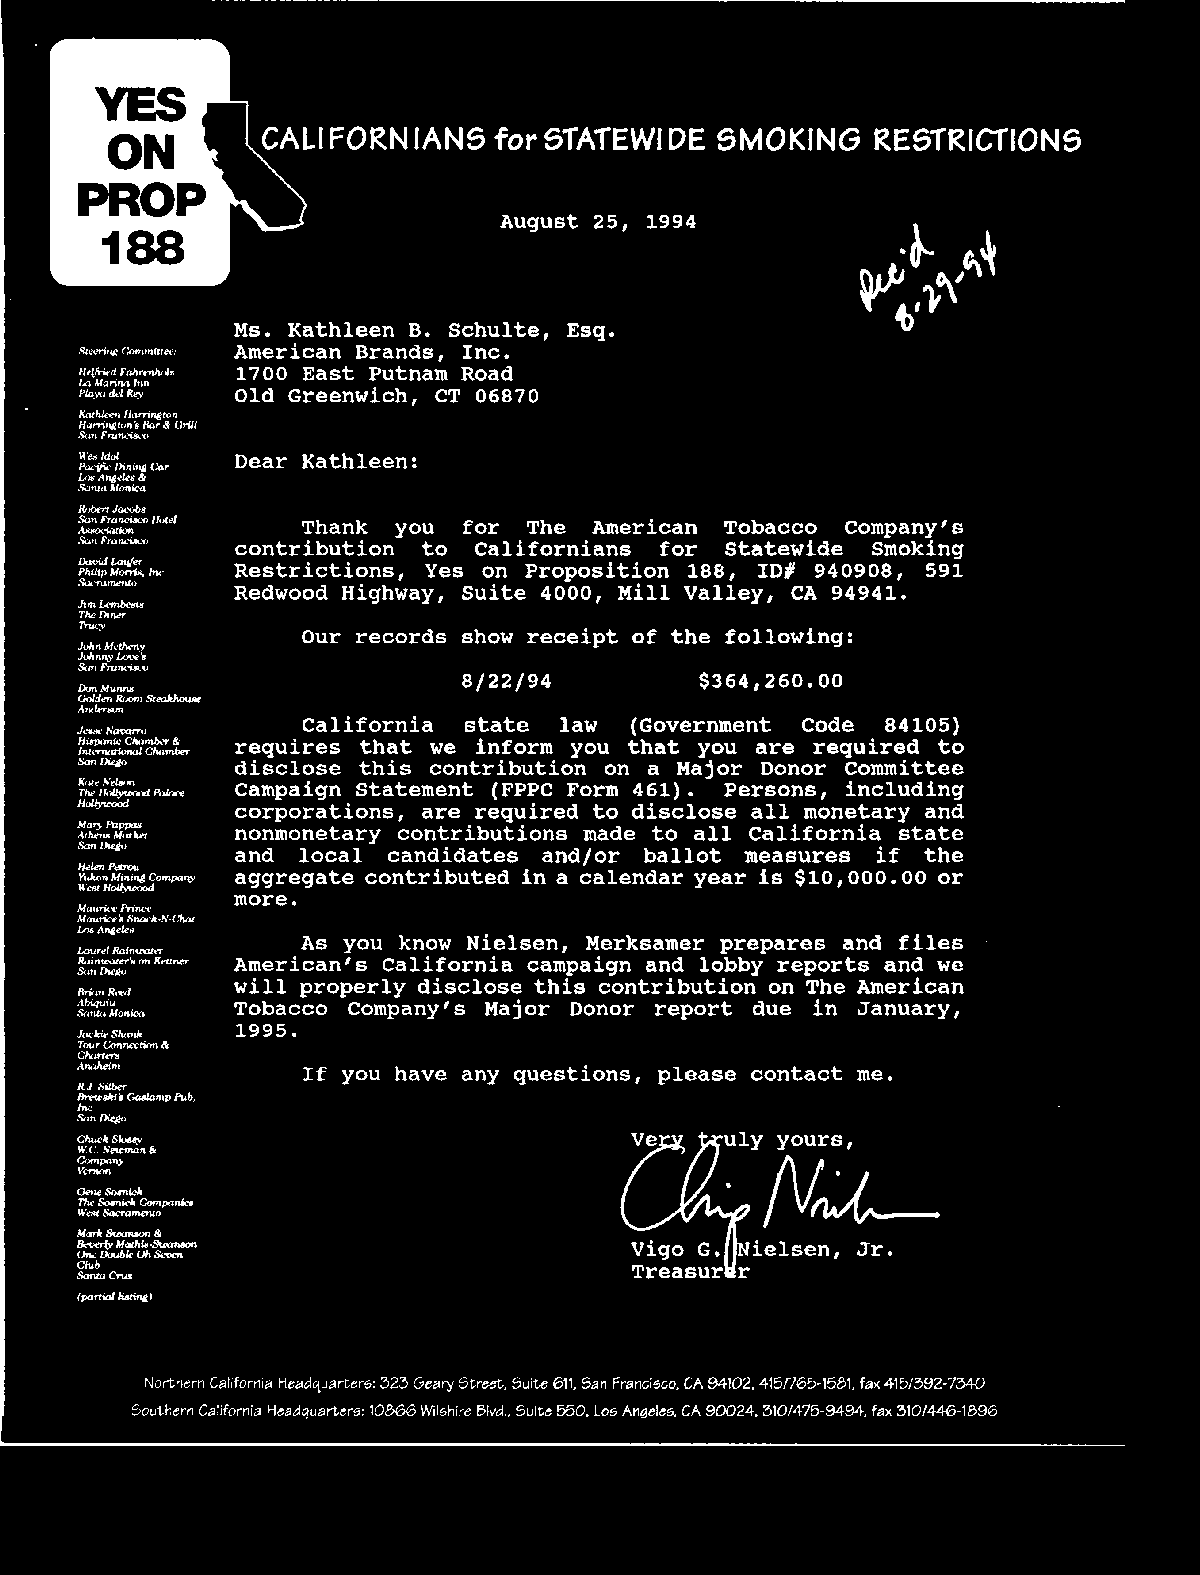 YES
ON
PROP
188
CALIFORNIANS for STATEWIDE SMOKING RESTRICTIONS
August 25, 1994
Rec'd
8-29-94
Ms. Kathleen B. Schulte, Esq.
American Brands, Inc.
1700 East Putnam Road
Old Greenwich, CT 06870
Dear Kathleen:
Thank you for The American Tobacco Company's
contribution to Californians for Statewide Smoking
Restrictions, Yes on Proposition 188, ID# 940908, 591
Redwood Highway, Suite 4000, Mill Valley, CA 94941.
Our records show receipt of the following:
8/22/94 $364,260.00
California state law (Government Code 84105)
requires that we inform you that you are required to
disclose this contribution on a Major Donor Committee
Campaign Statement (FPPC Form 461). Persons, including
corporations, are required to disclose all monetary and
nonmonetary contributions made to all California state
and local candidates and/or ballot measures if the
aggregate contributed in a calendar year is $10,000.00 or
more.
As you know Nielsen, Merksamer prepares and files
American's California campaign and lobby reports and we
will properly disclose this contribution on The American
Tobacco Company's Major Donor report due in January,
1995.
If you have any questions, please contact me.
Very truly yours,
Vigo G. Nielsen, Jr.
Treasurer
Steering Committee:
Helfried Fahrenholz
La Marina Inn
Playa del Rey
Kathleen Harrington
Harrington's Bar & Grill
San Francisco
Wes Idol
Pacific Dining Car
Los Angeles &
Santa Monica
Robert Jacobs
San Francisco Hotel
Association
San Francisco
David Laufer
Philip Morris, Inc
Sacramento
Jim Lemberis
The Diner
Tracy
John Metheny
Johnny Love's
San Francisco
Don Munns
Golden Room Steakhouse
Anderson
Jesse Navarro
Hispanic Chamber &
International Chamber
San Diego
Kate Nelson
The Hollywood Palace
Hollywood
Mary Pappas
Athens Market
San Diego
Helen Petrou
Yukon Mining Company
West Hollywood
Maurice Prince
Maurice's Snack-N-Chat
Los Angeles
Laurel Rainwater
Rainwater's on Kettner
San Diego
Brian Reed
Abiquiu
Santa Monica
Jackie Shank
Tour Connection &
Charters
Anaheim
R.J. Silber
Brewski's Gaslamp Pub,
Inc
San Diego
Chuck
W.C. Newman &
Company
Vernon
Gene
The Companies
West Sacramento
Mark Swanson &
Beverly Mathis-Swanson
One Double Oh Seven
Club
Santa Cruz
(partial listing)
Northern California Headquarters: 323 Geary Street, Suite 611, San Francisco, CA 94102, 415/765-1581, fax 415/392-7340
Southern California Headquarters: 10866 Wilshire Blvd., Suite 550, Los Angeles, CA 90024, 310/475-9494, fax 310/446-1896